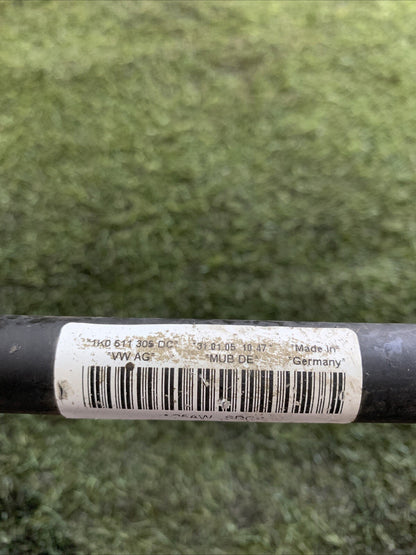 "1K0 511 305 DC" "31.01.05 10.47" "Made in
"VW AG" "MUB DE" Germany"